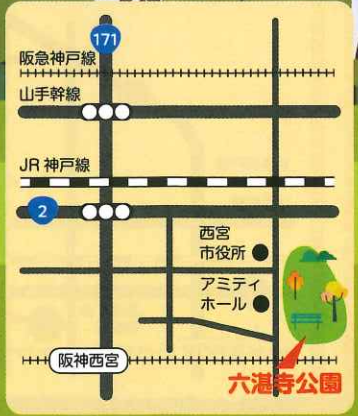 171
阪急神戸線
山手幹線
JR 神戸線
2
西宮
市役所
アミティ
ホール
阪神西宮
六湛寺公園